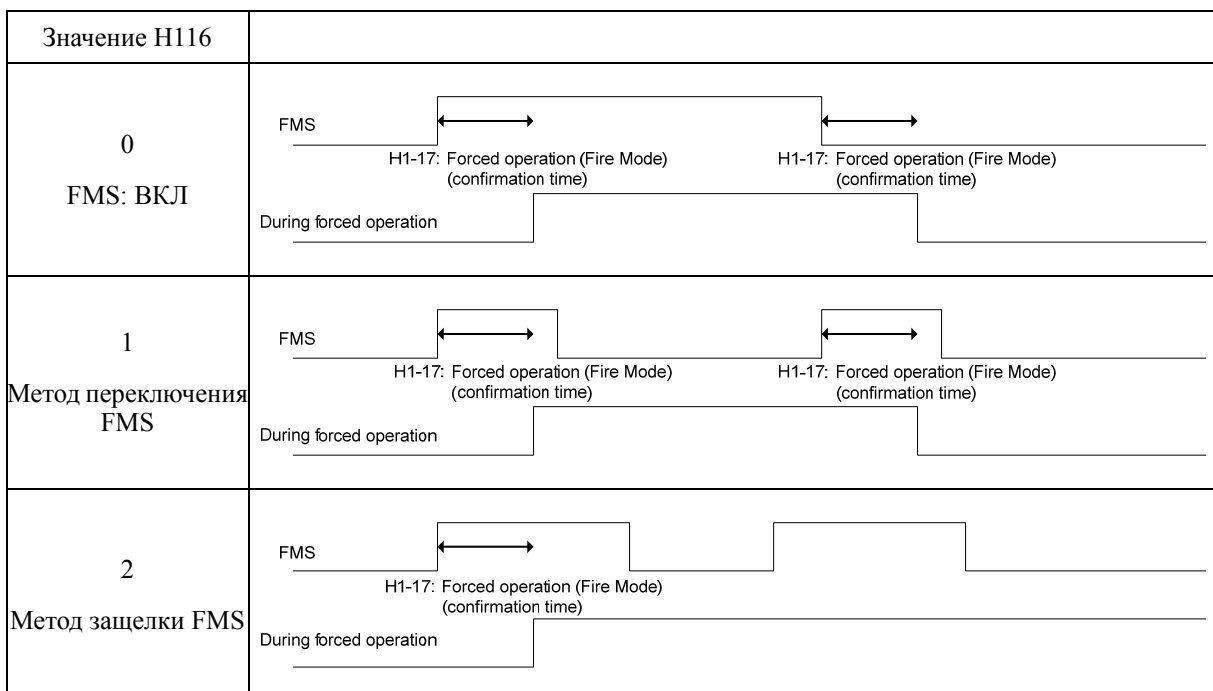 Значение H116
0
FMS: ВКЛ
FMS
H1-17: Forced operation (Fire Mode)
(confirmation time)
H1-17: Forced operation (Fire Mode)
(confirmation time)
During forced operation
1
Метод переключения
FMS
FMS
H1-17: Forced operation (Fire Mode)
(confirmation time)
H1-17: Forced operation (Fire Mode)
(confirmation time)
During forced operation
2
Метод защелки FMS
FMS
H1-17: Forced operation (Fire Mode)
(confirmation time)
During forced operation